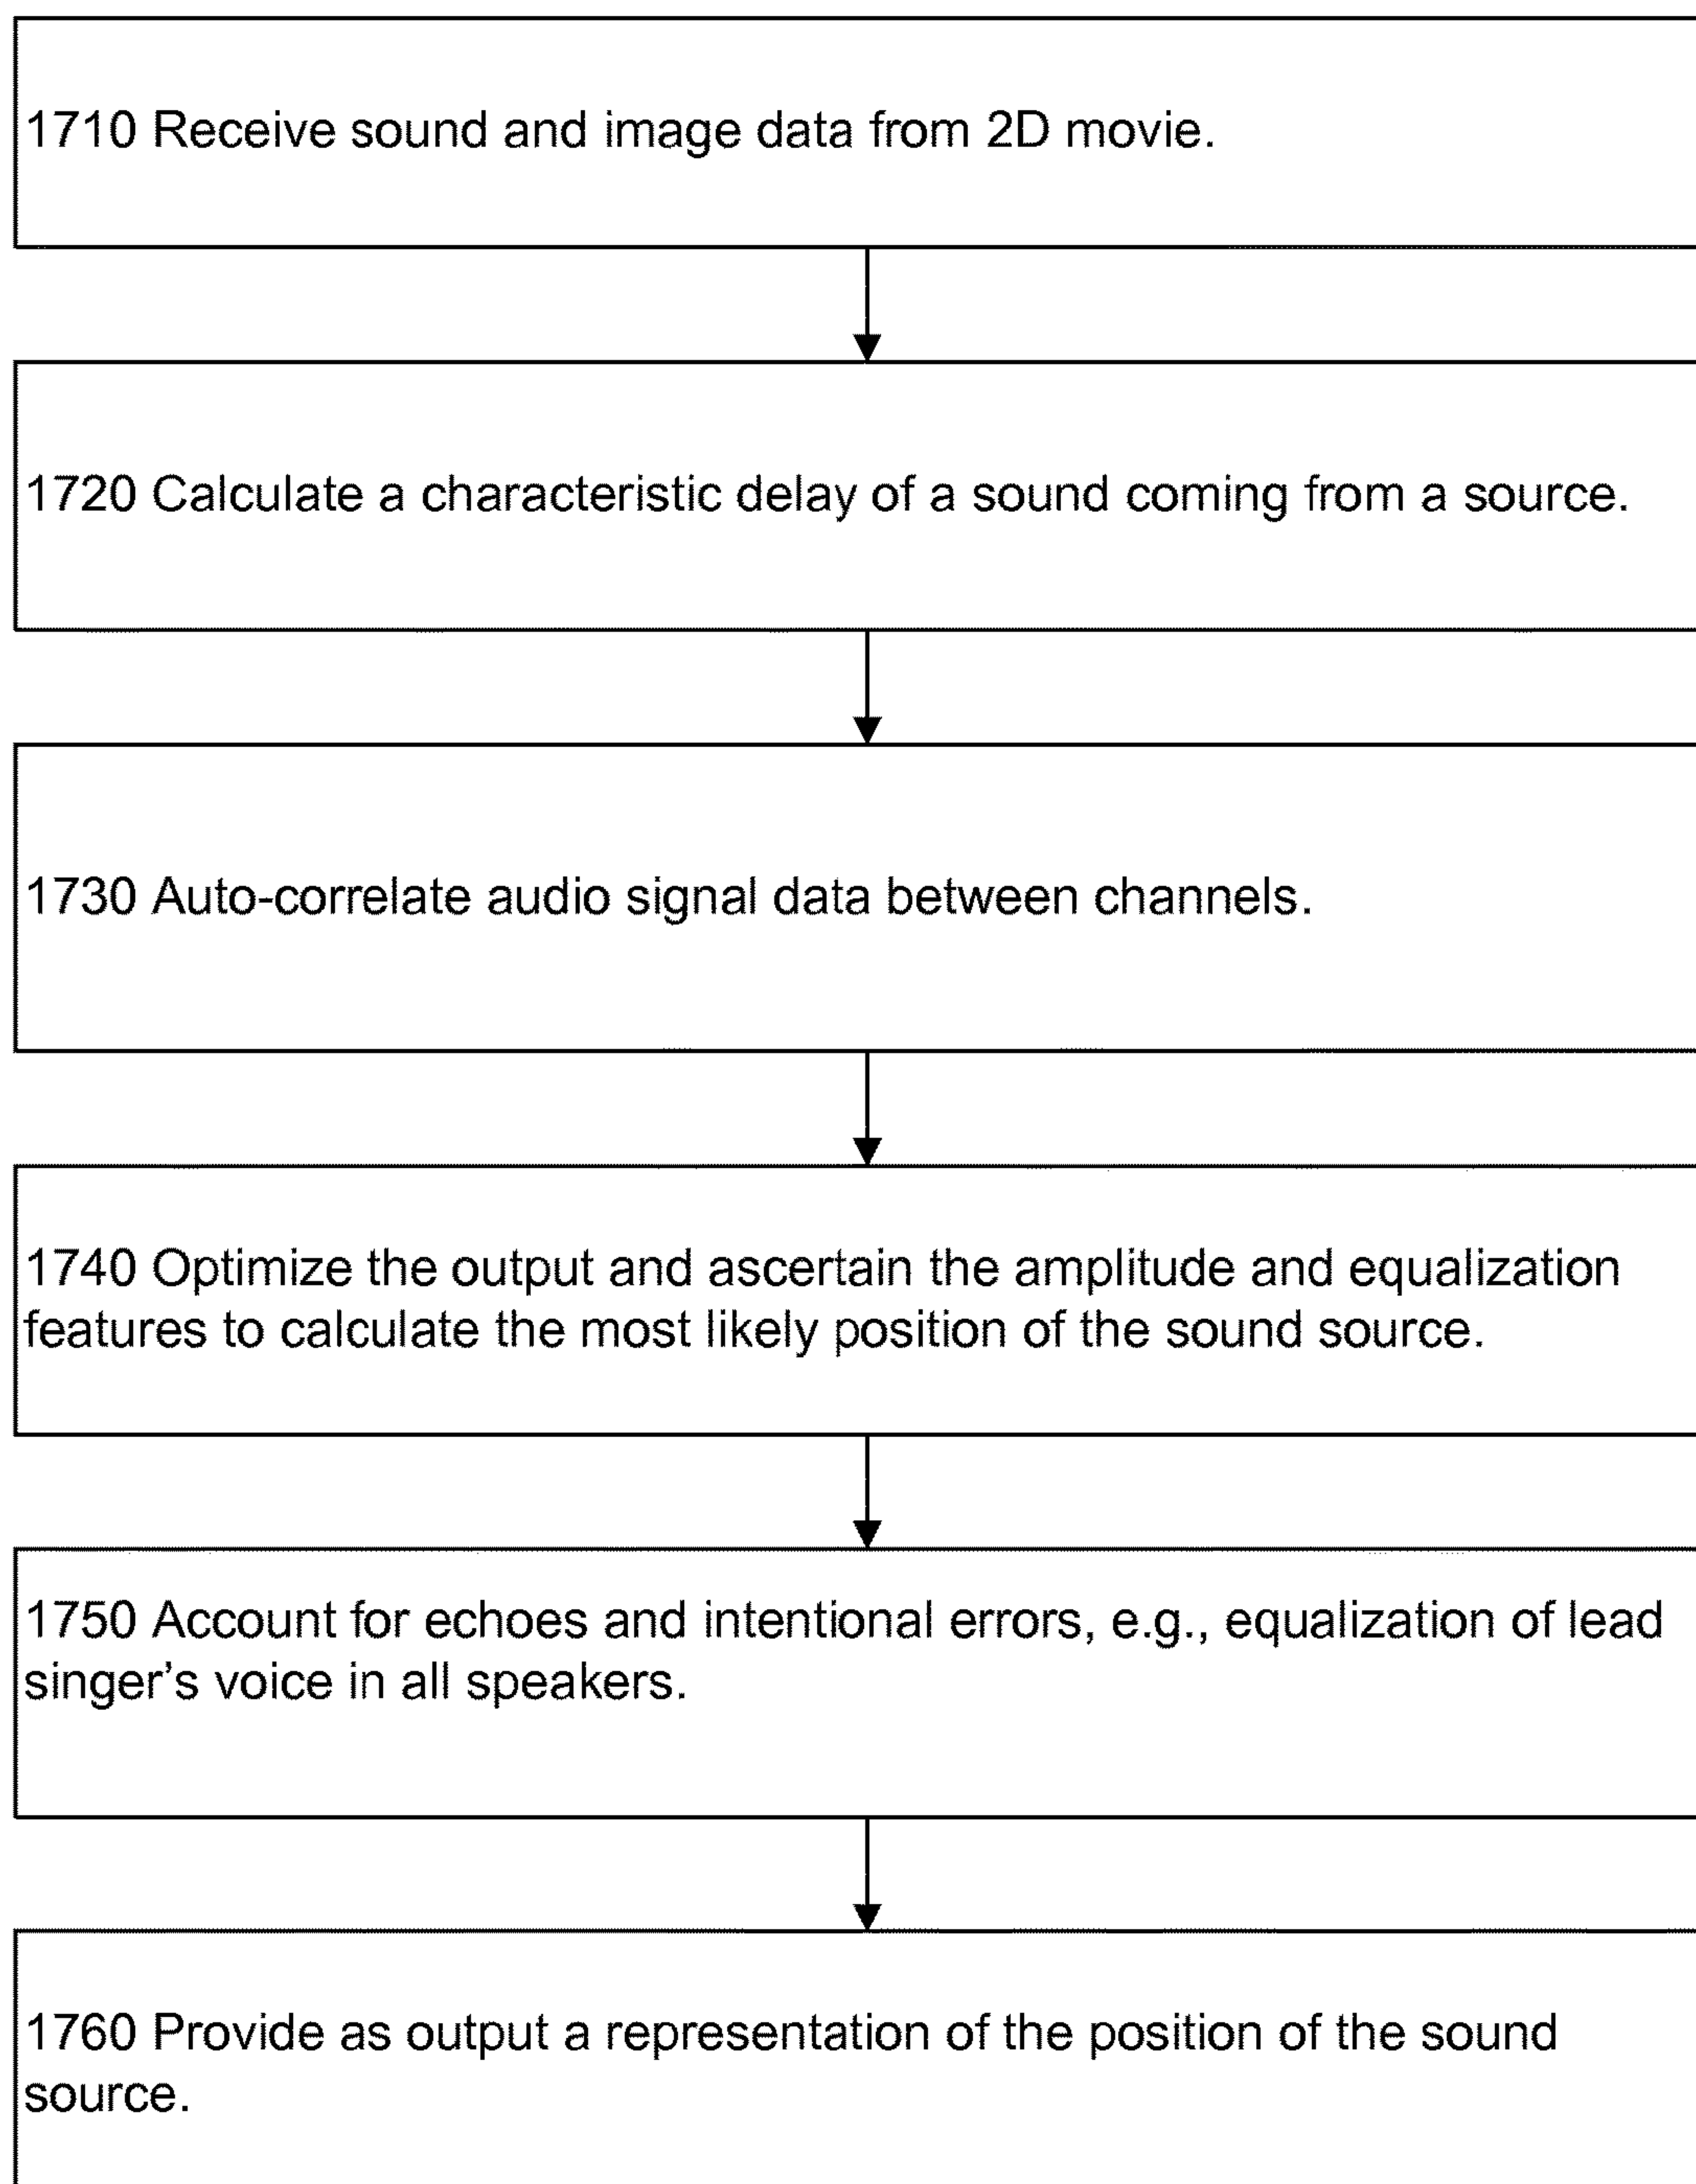 1710 Receive sound and image data from 2D movie.
1720 Calculate a characteristic delay of a sound coming from a source.
1730 Auto-correlate audio signal data between channels.
1740 Optimize the output and ascertain the amplitude and equalization
features to calculate the most likely position of the sound source.
1750 Account for echoes and intentional errors, e.g., equalization of lead
singer’s voice in all speakers.
1760 Provide as output a representation of the position of the sound
source.